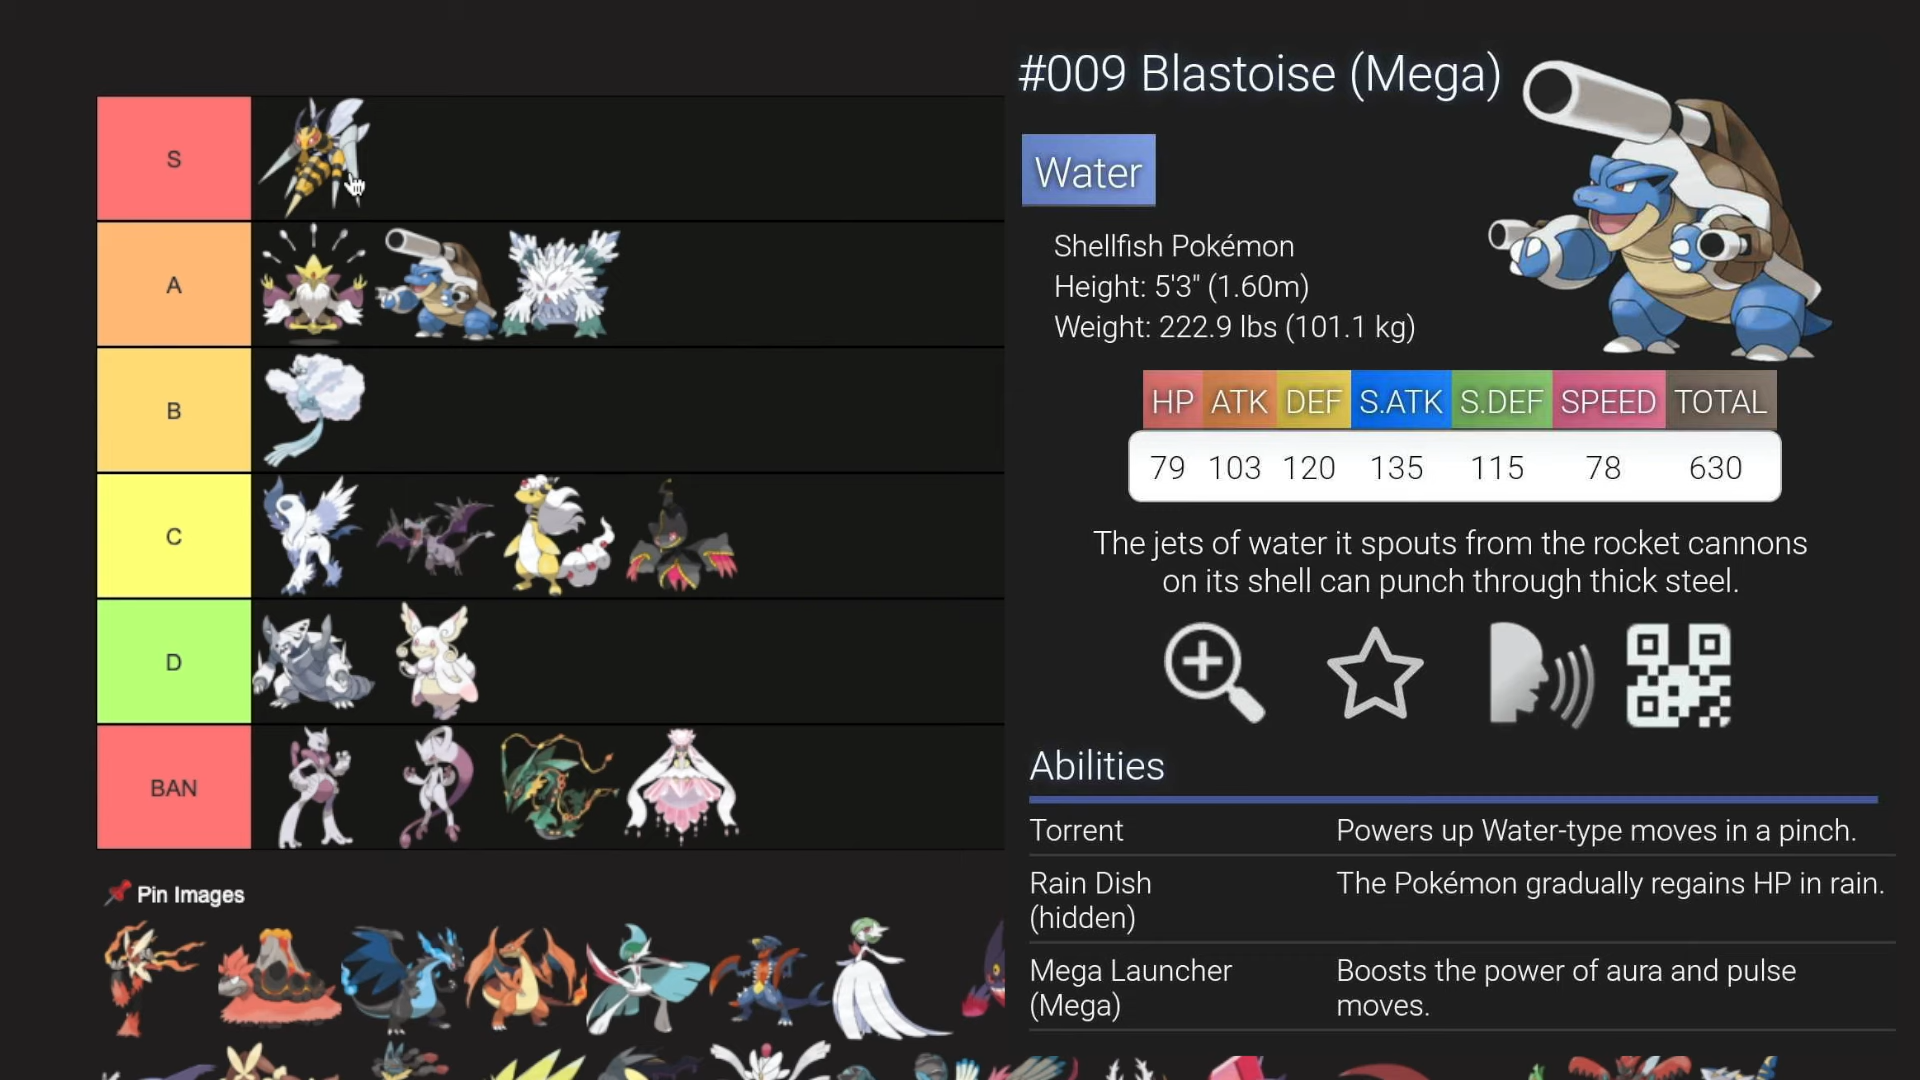 S
A
B
C
D
BAN
Pin Images
#009 Blastoise (Mega)
Water
Shellfish Pokémon
Height: 5'3" (1.60m)
Weight: 222.9 lbs (101.1 kg)
HP ATK DEF S.ATK S.DEF SPEED TOTAL
79 103 120 135 115 78 630
The jets of water it spouts from the rocket cannons
on its shell can punch through thick steel.
Abilities
Torrent Powers up Water-type moves in a pinch.
Rain Dish The Pokémon gradually regains HP in rain.
(hidden)
Mega Launcher Boosts the power of aura and pulse
(Mega) moves.